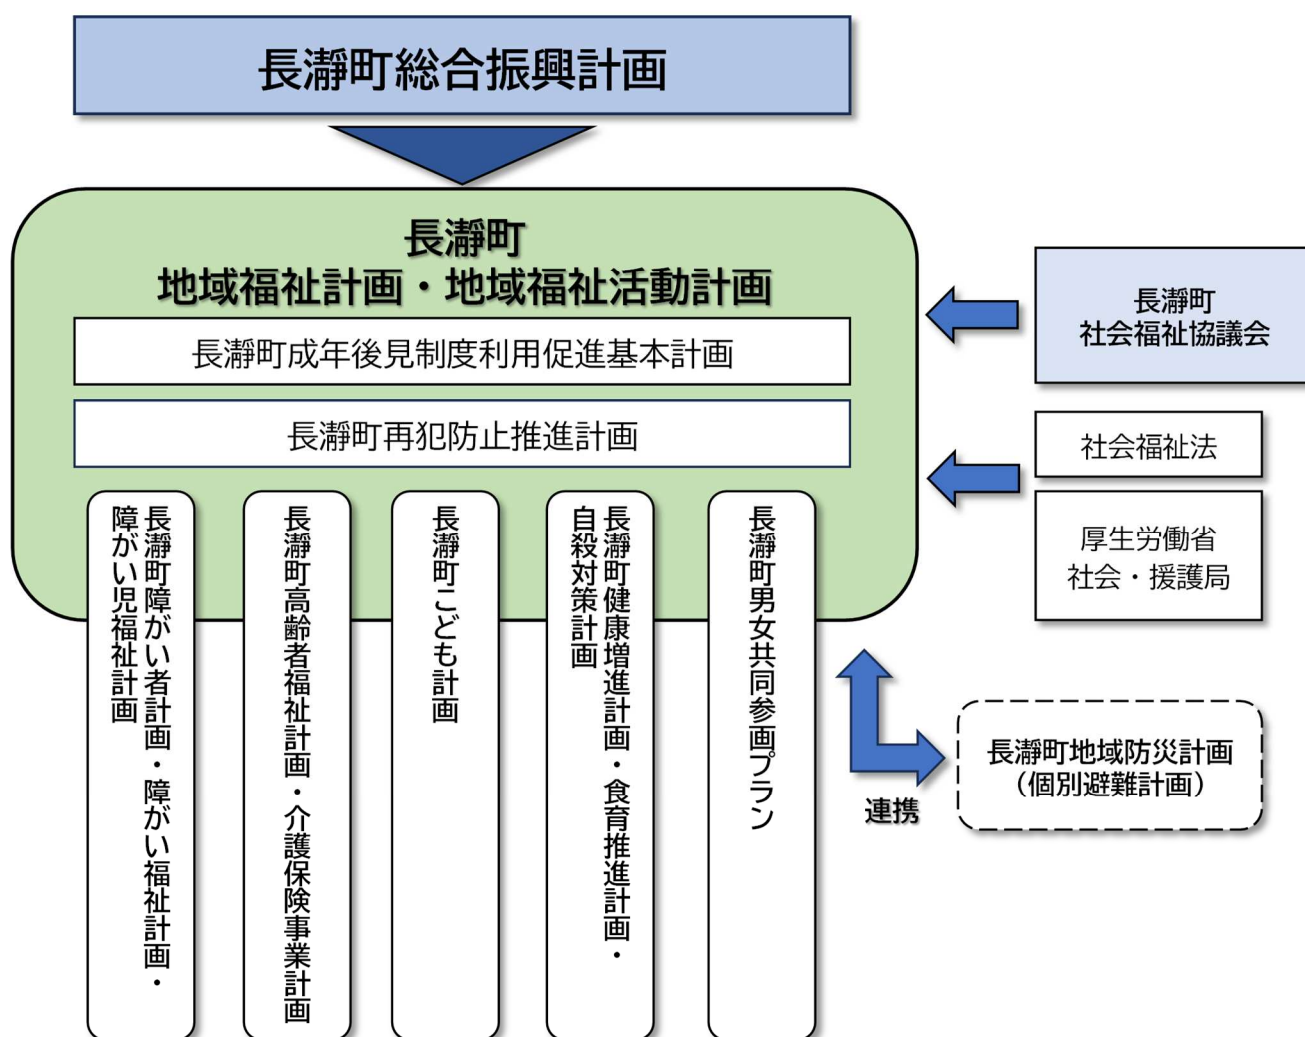 長瀞町総合振興計画
長瀞町
地域福祉計画・地域福祉活動計画
長瀞町成年後見制度利用促進基本計画
長瀞町再犯防止推進計画
長瀞町障がい者計画・障がい福祉計画・
障がい児福祉計画
長瀞町高齢者福祉計画・介護保険事業計画
長瀞町こども計画
長瀞町健康増進計画・食育推進計画・
自殺対策計画
長瀞町男女共同参画プラン
長瀞町
社会福祉協議会
社会福祉法
厚生労働省
社会・援護局
連携
長瀞町地域防災計画
（個別避難計画）